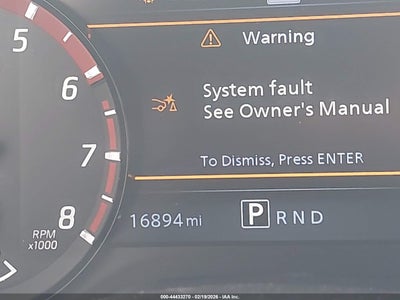 5
6
7
8
RPM
x1000
Warning
System fault
See Owner's Manual
To Dismiss, Press ENTER
16894 mi
P R N D
000-44433270 - 02/19/2026 - IAA Inc.